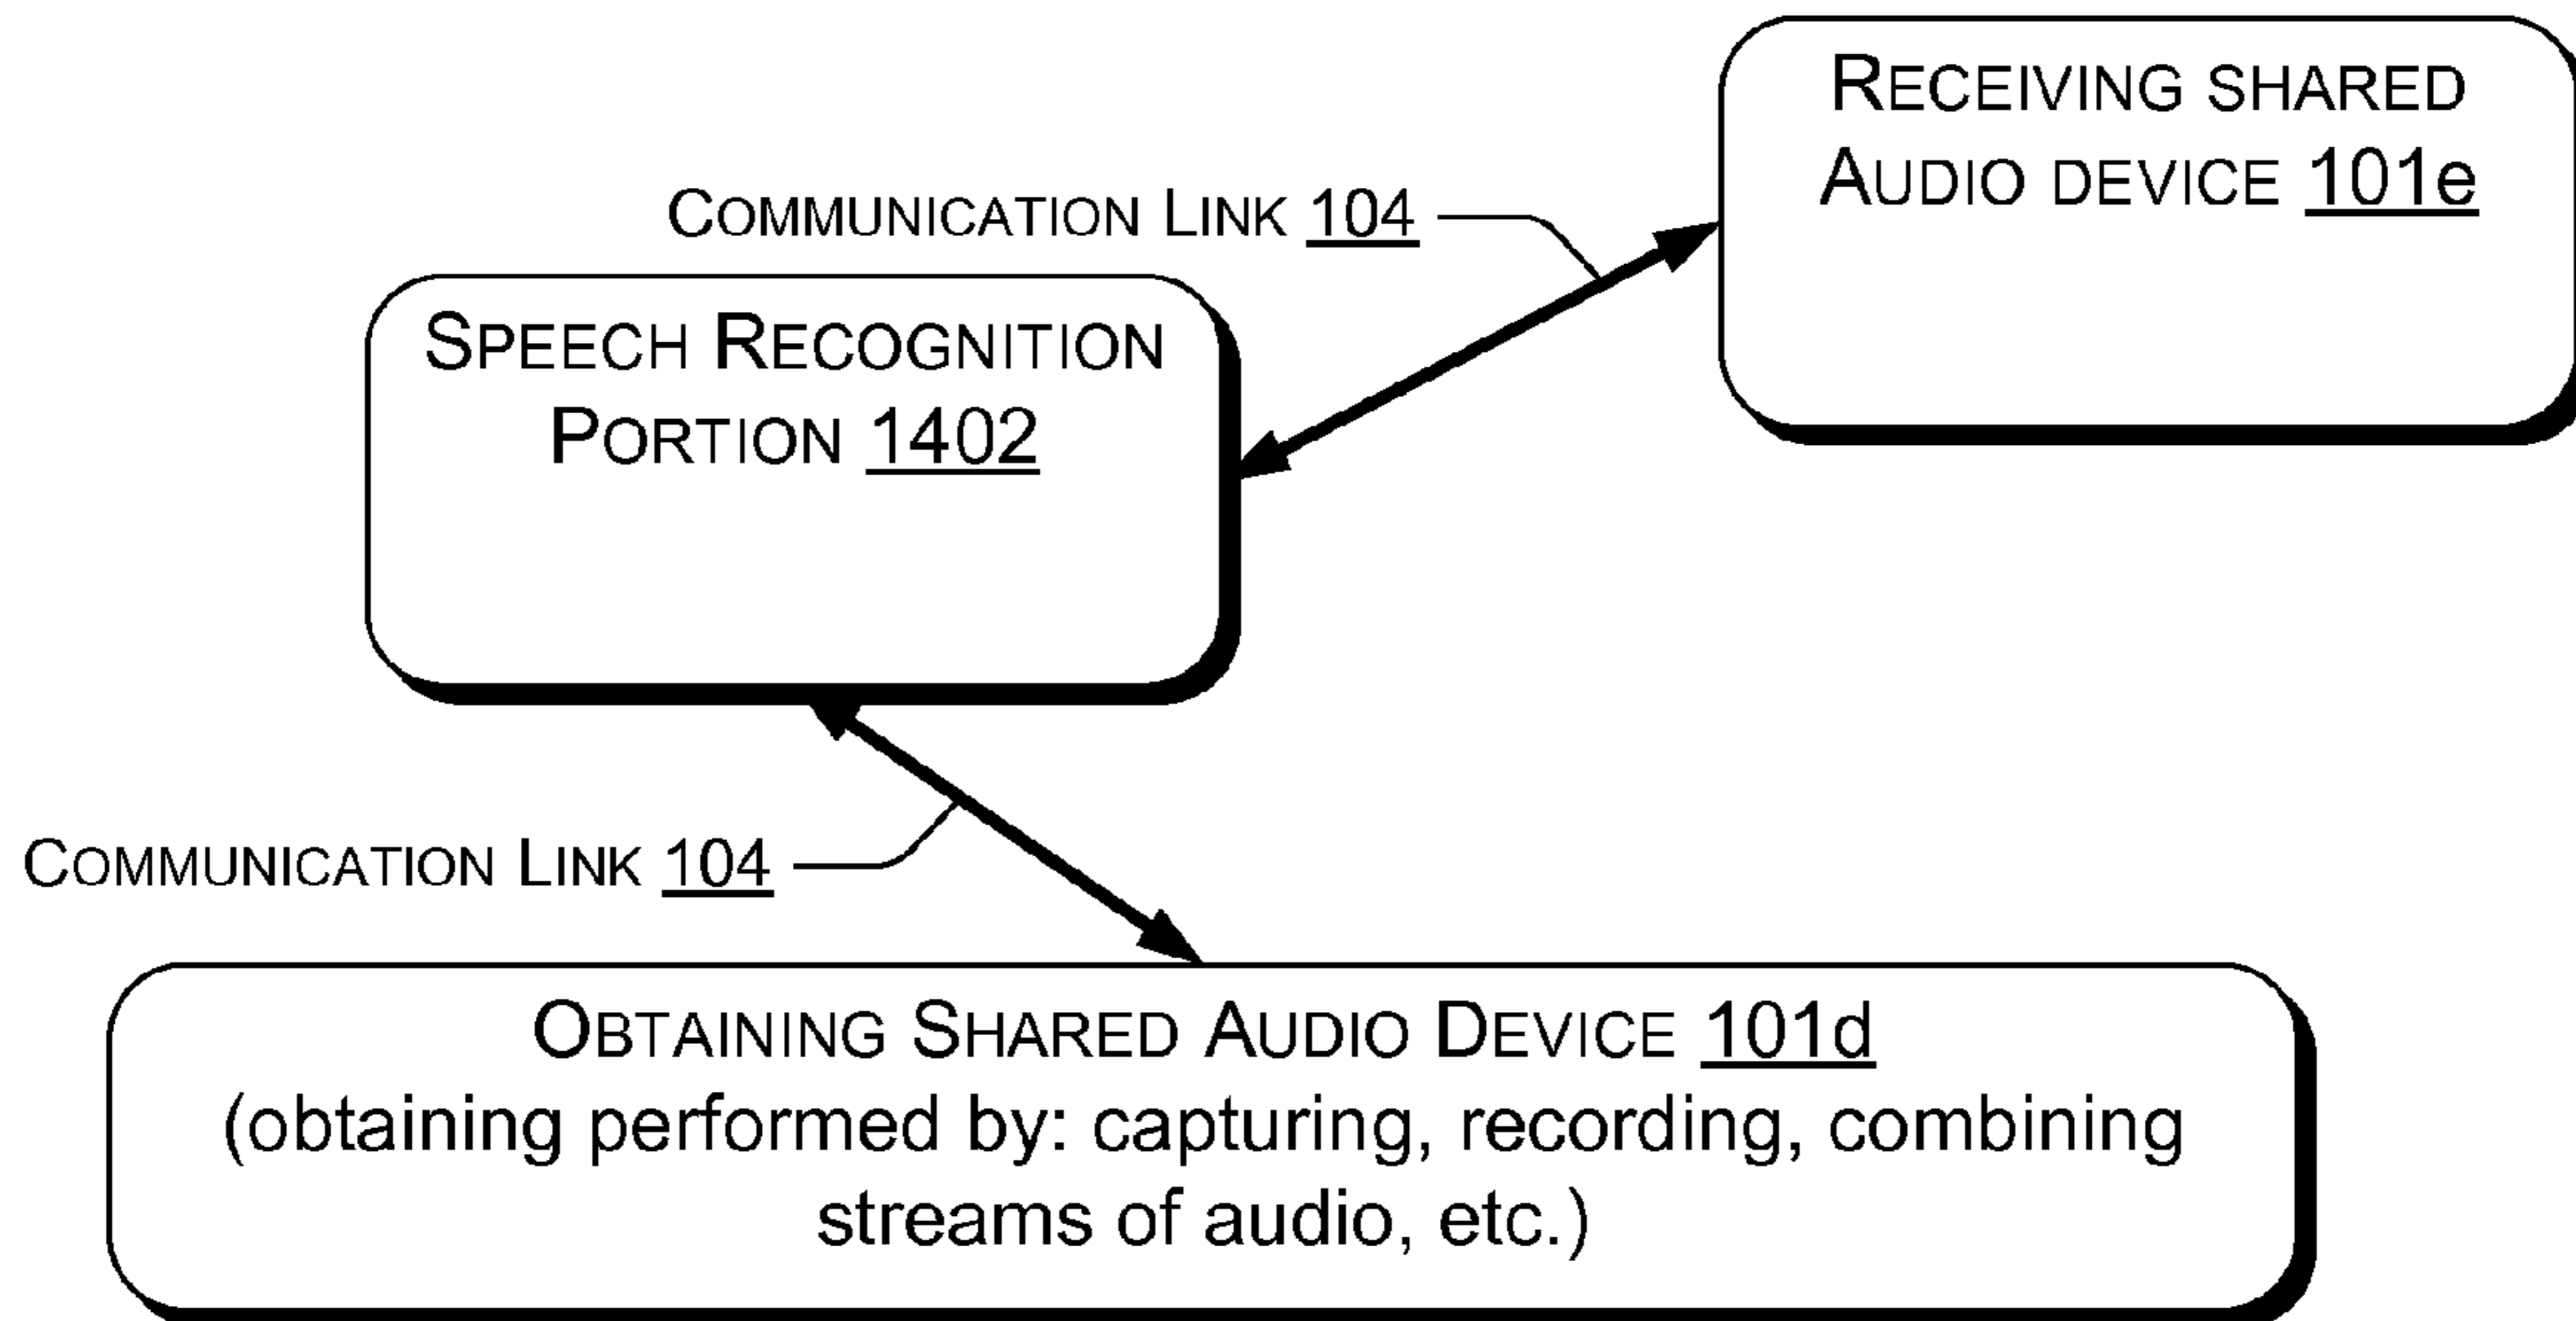 RECEIVING SHARED
AUDIO DEVICE 101e
COMMUNICATION LINK 104
SPEECH RECOGNITION
PORTION 1402
COMMUNICATION LINK 104
OBTAINING SHARED AUDIO DEVICE 101d
(obtaining performed by: capturing, recording, combining
streams of audio, etc.)